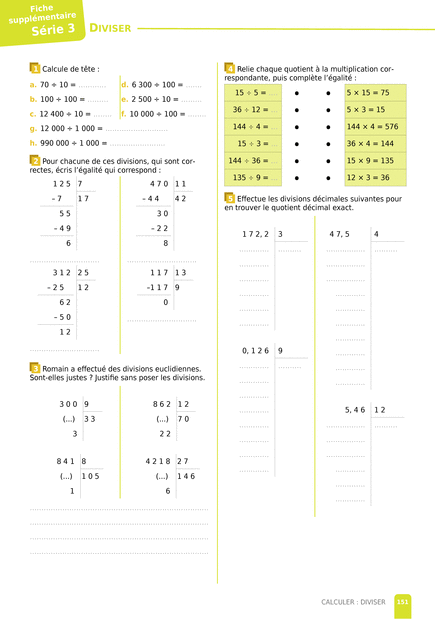 Fiche
supplémentaire
Série 3
DIVISER
1 Calcule de tête :
a. 70 ÷ 10 = ............
b. 100 ÷ 100 = .........
c. 12 400 ÷ 10 = ........
d. 6 300 ÷ 100 = .......
e. 2 500 ÷ 10 = ........
f. 10 000 ÷ 100 = ........
g. 12 000 ÷ 1 000 = ........................
h. 990 000 ÷ 1 000 = .....................
2 Pour chacune de ces divisions, qui sont cor-
rectes, écris l'égalité qui correspond :
1 2 5 7
– 7 1 7
5 5
– 4 9
6
4 7 0 1 1
– 4 4 4 2
3 0
– 2 2
8
3 1 2 2 5
– 2 5 1 2
6 2
– 5 0
1 2
1 1 7 1 3
-1 1 7 9
0
3 Romain a effectué des divisions euclidiennes.
Sont-elles justes ? Justifie sans poser les divisions.
3 0 0 9
(...) 3 3
3
8 6 2 1 2
(...) 7 0
2 2
8 4 1 8
(...) 1 0 5
1
4 2 1 8 2 7
(...) 1 4 6
6
4 Relie chaque quotient à la multiplication cor-
respondante, puis complète l'égalité :
15 ÷ 5 = ... ● ● 5 × 15 = 75
36 ÷ 12 = ... ● ● 5 × 3 = 15
144 ÷ 4 = ... ● ● 144 × 4 = 576
15 ÷ 3 = ... ● ● 36 × 4 = 144
144 ÷ 36 = ... ● ● 15 × 9 = 135
135 ÷ 9 = ... ● ● 12 × 3 = 36
5 Effectue les divisions décimales suivantes pour
en trouver le quotient décimal exact.
1 7 2, 2 3
4 7, 5 4
0, 1 2 6 9
5, 4 6 1 2
CALCULER : DIVISER 151